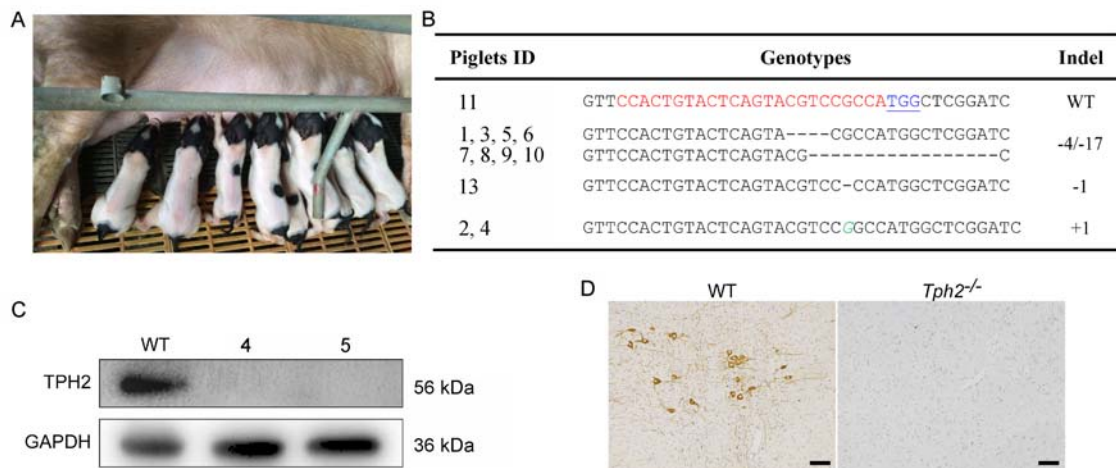 A
B
Piglets ID Genotypes Indel
11 GTTCCACTGTACTCAGTACGTCCGCCATGGCTCGGATC WT
1, 3, 5, 6 GTTCCACTGTACTCAGTA----CGCCATGGCTCGGATC -4/-17
7, 8, 9, 10 GTTCCACTGTACTCAGTACG-----------------C
13 GTTCCACTGTACTCAGTACGTCC-CCATGGCTCGGATC -1
2, 4 GTTCCACTGTACTCAGTACGTCCGGCCATGGCTCGGATC +1
C
WT 4 5
TPH2 56 kDa
GAPDH 36 kDa
D
WT Tph2-/-